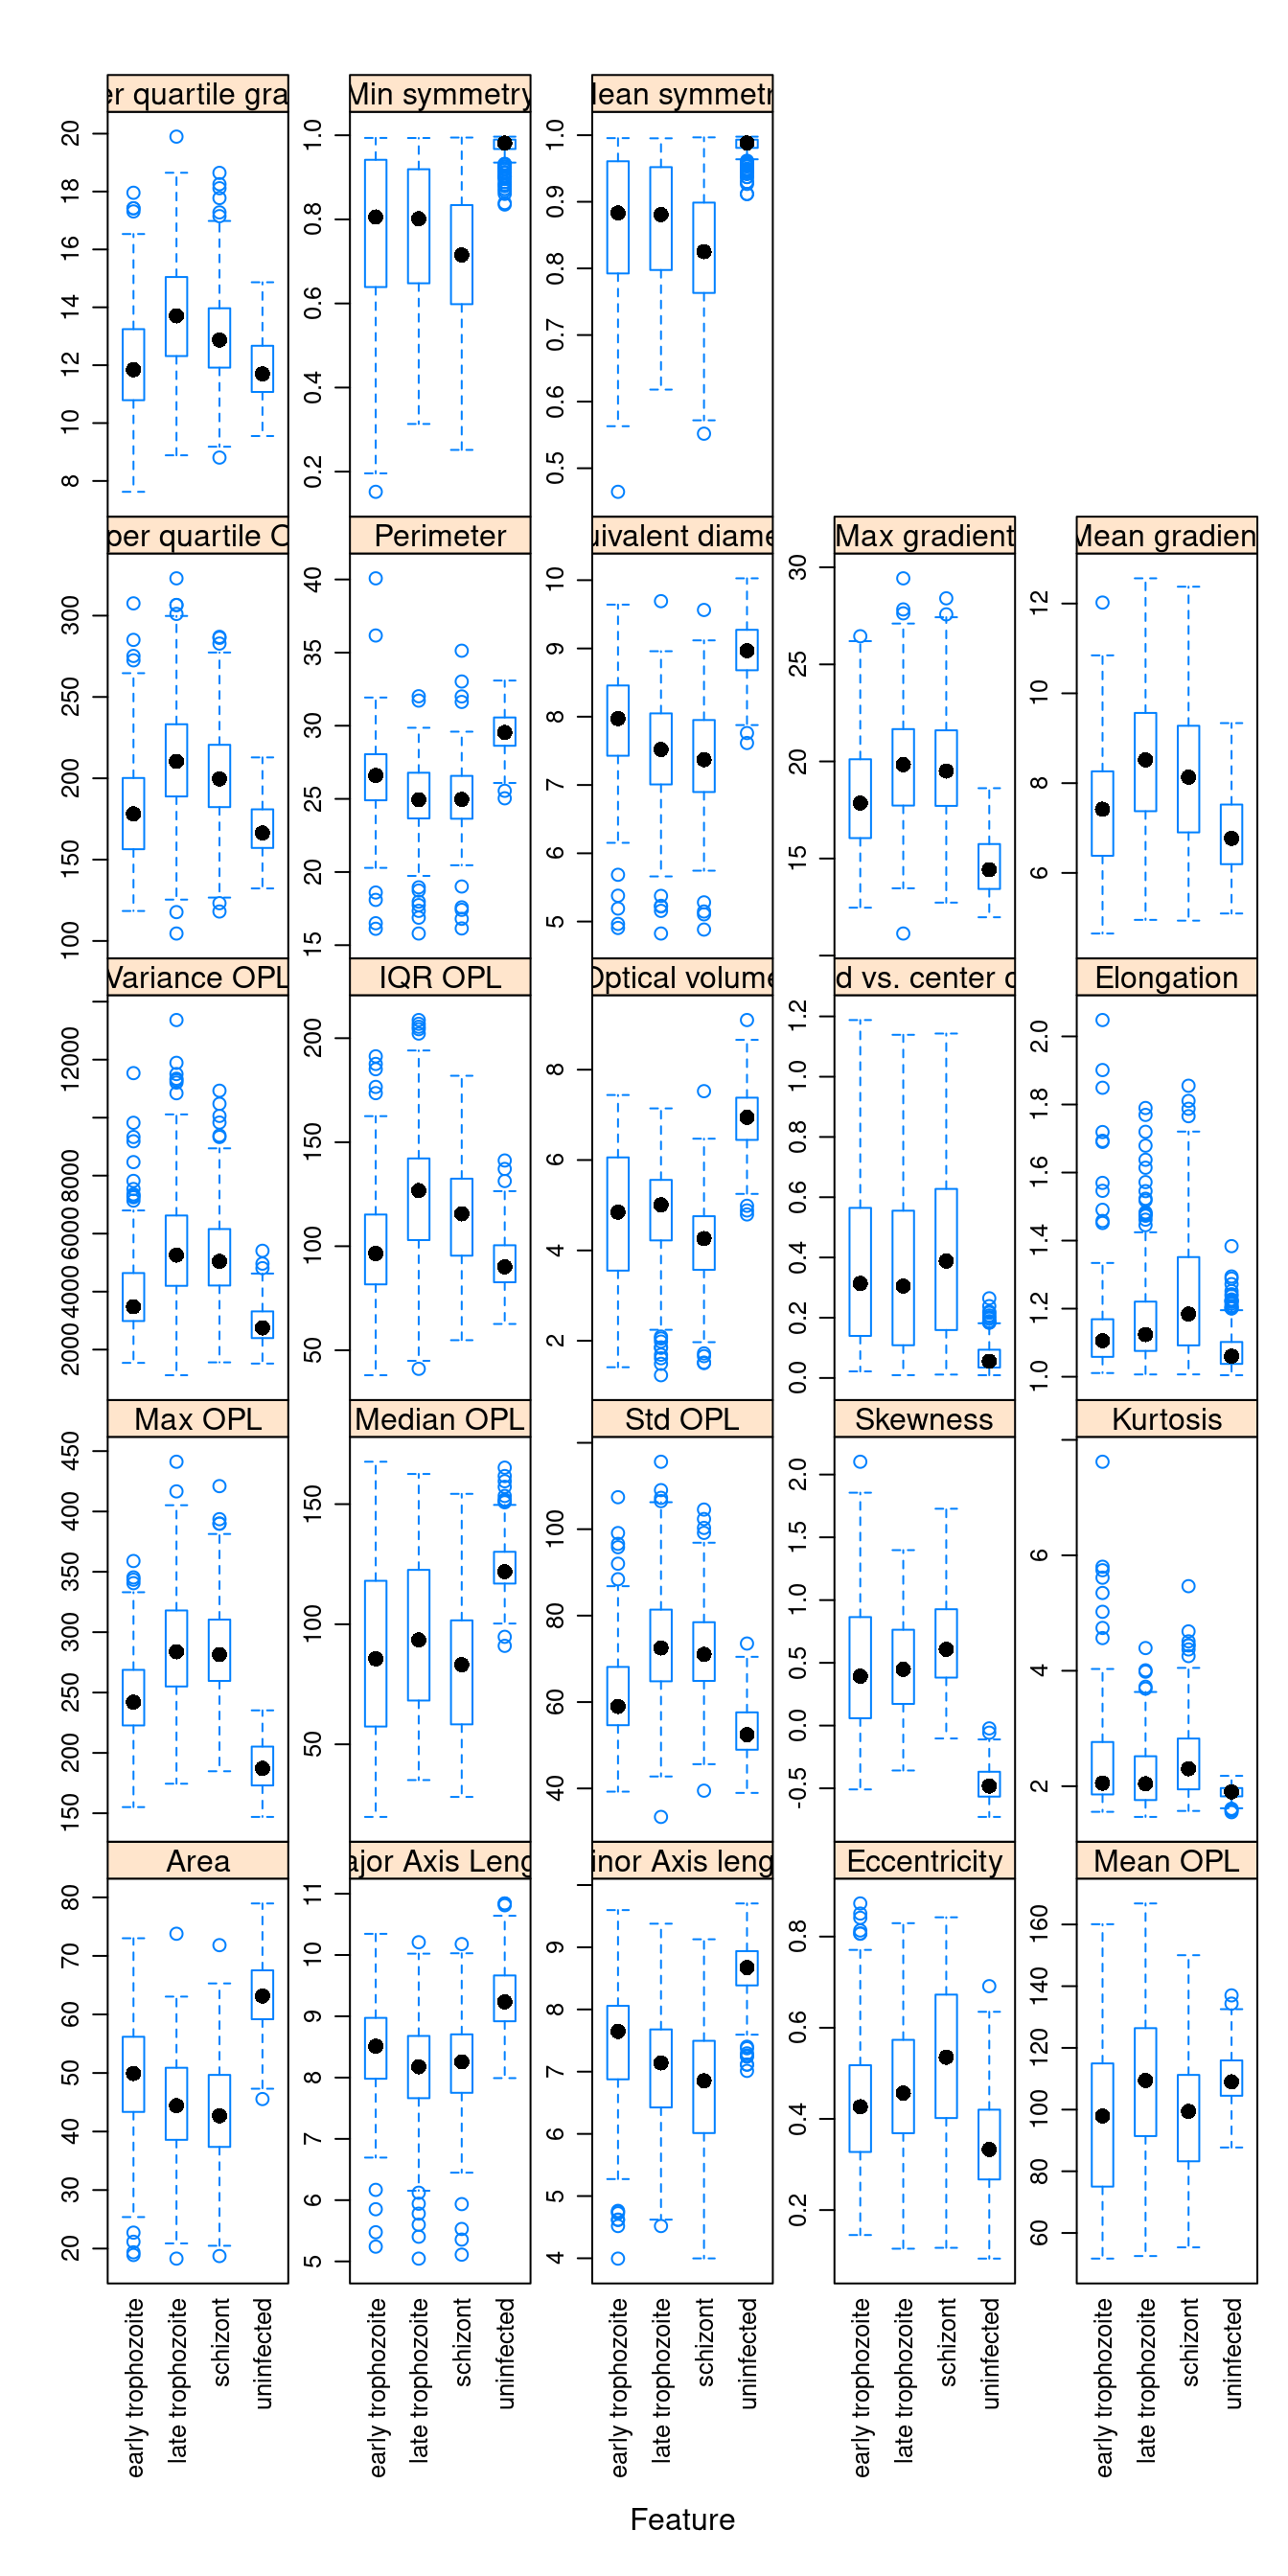 er quartile gra Min symmetry lean symmetr
20 18 16 14 12 10 8
1.0 0.8 0.6 0.4 0.2
1.0 0.9 0.8 0.7 0.6 0.5
per quartile O Perimeter uivalent diame Max gradient Mean gradien
300 250 200 150 100
40 35 30 25 20 15
10 9 8 7 6 5
30 25 20 15
12 10 8 6
Variance OPL IQR OPL Optical volume d vs. center o Elongation
12000 8000 6000 4000 2000
200 150 100 50
8 6 4 2
1.2 1.0 0.8 0.6 0.4 0.2 0.0
2.0 1.8 1.6 1.4 1.2 1.0
Max OPL Median OPL Std OPL Skewness Kurtosis
450 400 350 300 250 200 150
150 100 50
100 80 60 40
2.0 1.5 1.0 0.5 0.0 -0.5
6 4 2
Area ajor Axis Leng inor Axis leng Eccentricity Mean OPL
80 70 60 50 40 30 20
11 10 9 8 7 6 5
9 8 7 6 5 4
0.8 0.6 0.4 0.2
160 140 120 100 80 60
early trophozoite late trophozoite schizont uninfected
early trophozoite late trophozoite schizont uninfected
early trophozoite late trophozoite schizont uninfected
early trophozoite late trophozoite schizont uninfected
early trophozoite late trophozoite schizont uninfected
Feature